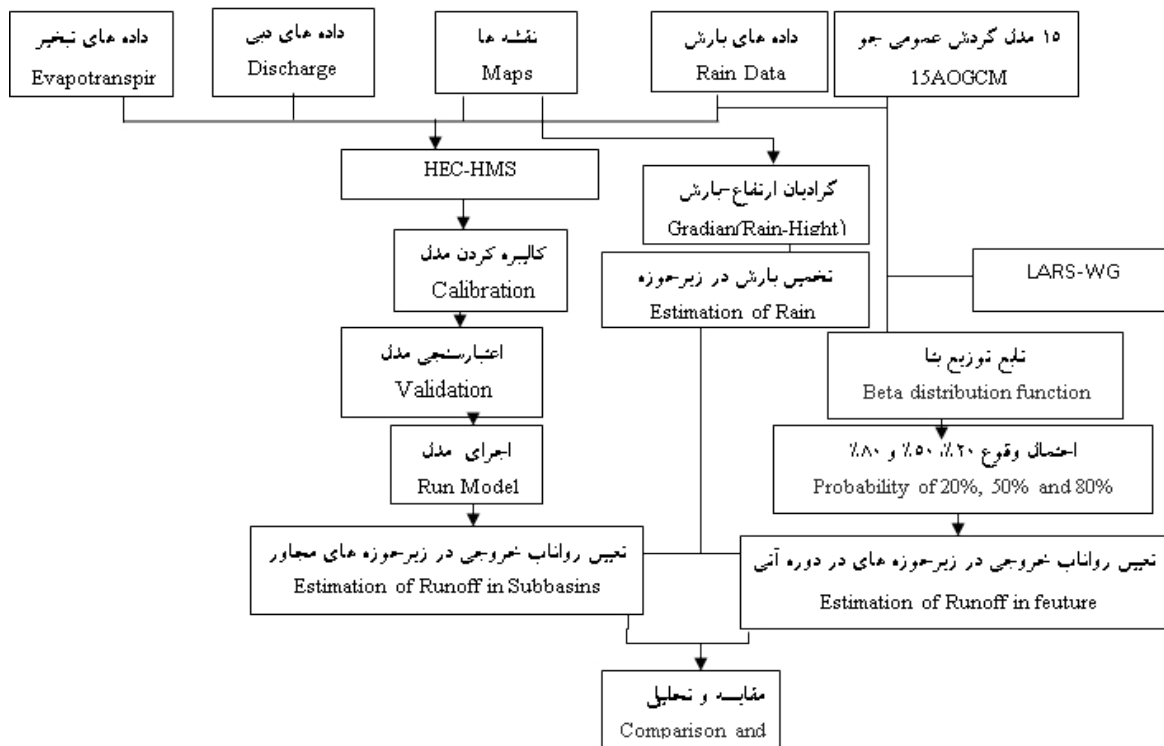 داده های تبخیر
Evapotranspir
داده های دبی
Discharge
نقشه ها
Maps
داده های بارش
Rain Data
۱۵ مدل گردش عمومی جو
15AOGCM
HEC-HMS
گرادیان ارتفاع-بارش
Gradian(Rain-Hight)
کالیبره کردن مدل
Calibration
تخمین بارش در زیرحوزه
Estimation of Rain
LARS-WG
اعتبارسنجی مدل
Validation
تابع توزیع بتا
Beta distribution function
اجرای مدل
Run Model
احتمال وقوع ۲۰٪، ۵۰٪ و ۸۰٪
Probability of 20%, 50% and 80%
تعیین رواناب خروجی در زیرحوزه های مجاور
Estimation of Runoff in Subbasins
تعیین رواناب خروجی در زیرحوزه های در دوره آتی
Estimation of Runoff in feuture
مقایسه و تحلیل
Comparison and